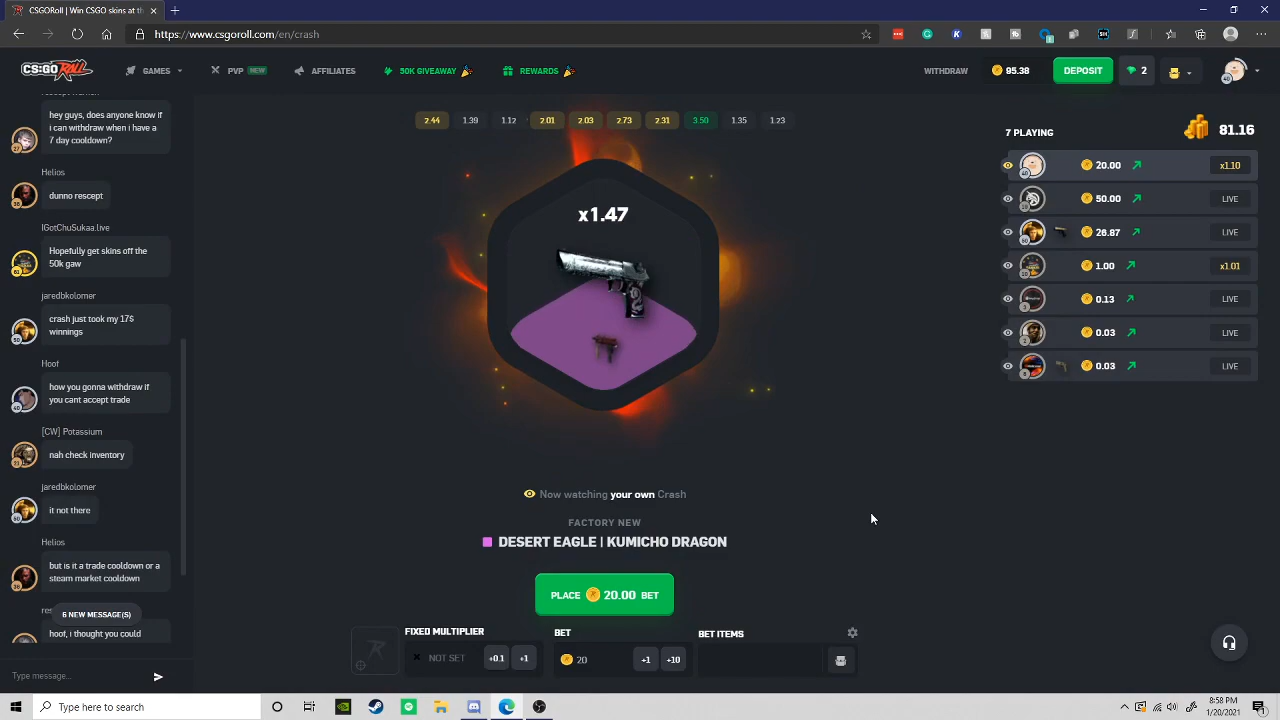 CSGORoll | Win CSGO skins at th
https://www.csgoroll.com/en/crash
CS:GO ROLL
GAMES
PVP NEW
AFFILIATES
50K GIVEAWAY
REWARDS
WITHDRAW
95.38
DEPOSIT
2
hey guys, does anyone know if
i can withdraw when i have a
7 day cooldown?
Helios
dunno rescept
IGotChuSukaa.live
Hopefully get skins off the
50k gaw
jaredbkolomer
crash just took my 17$
winnings
Hoof
how you gonna withdraw if
you cant accept trade
[CW] Potassium
nah check inventory
jaredbkolomer
it not there
Helios
but is it a trade cooldown or a
steam market cooldown
6 NEW MESSAGE(S)
hoof, i thought you could
Type message...
2.44 1.39 1.12 2.01 2.03 2.73 2.31 3.50 1.35 1.23
x1.47
Now watching your own Crash
FACTORY NEW
DESERT EAGLE | KUMICHO DRAGON
PLACE 20.00 BET
FIXED MULTIPLIER
NOT SET
+0.1
+1
BET
20
+1
+10
BET ITEMS
7 PLAYING
81.16
20.00 x1.10
50.00 LIVE
26.87 LIVE
1.00 x1.01
0.13 LIVE
0.03 LIVE
0.03 LIVE
Type here to search
8:58 PM
1/20/2021